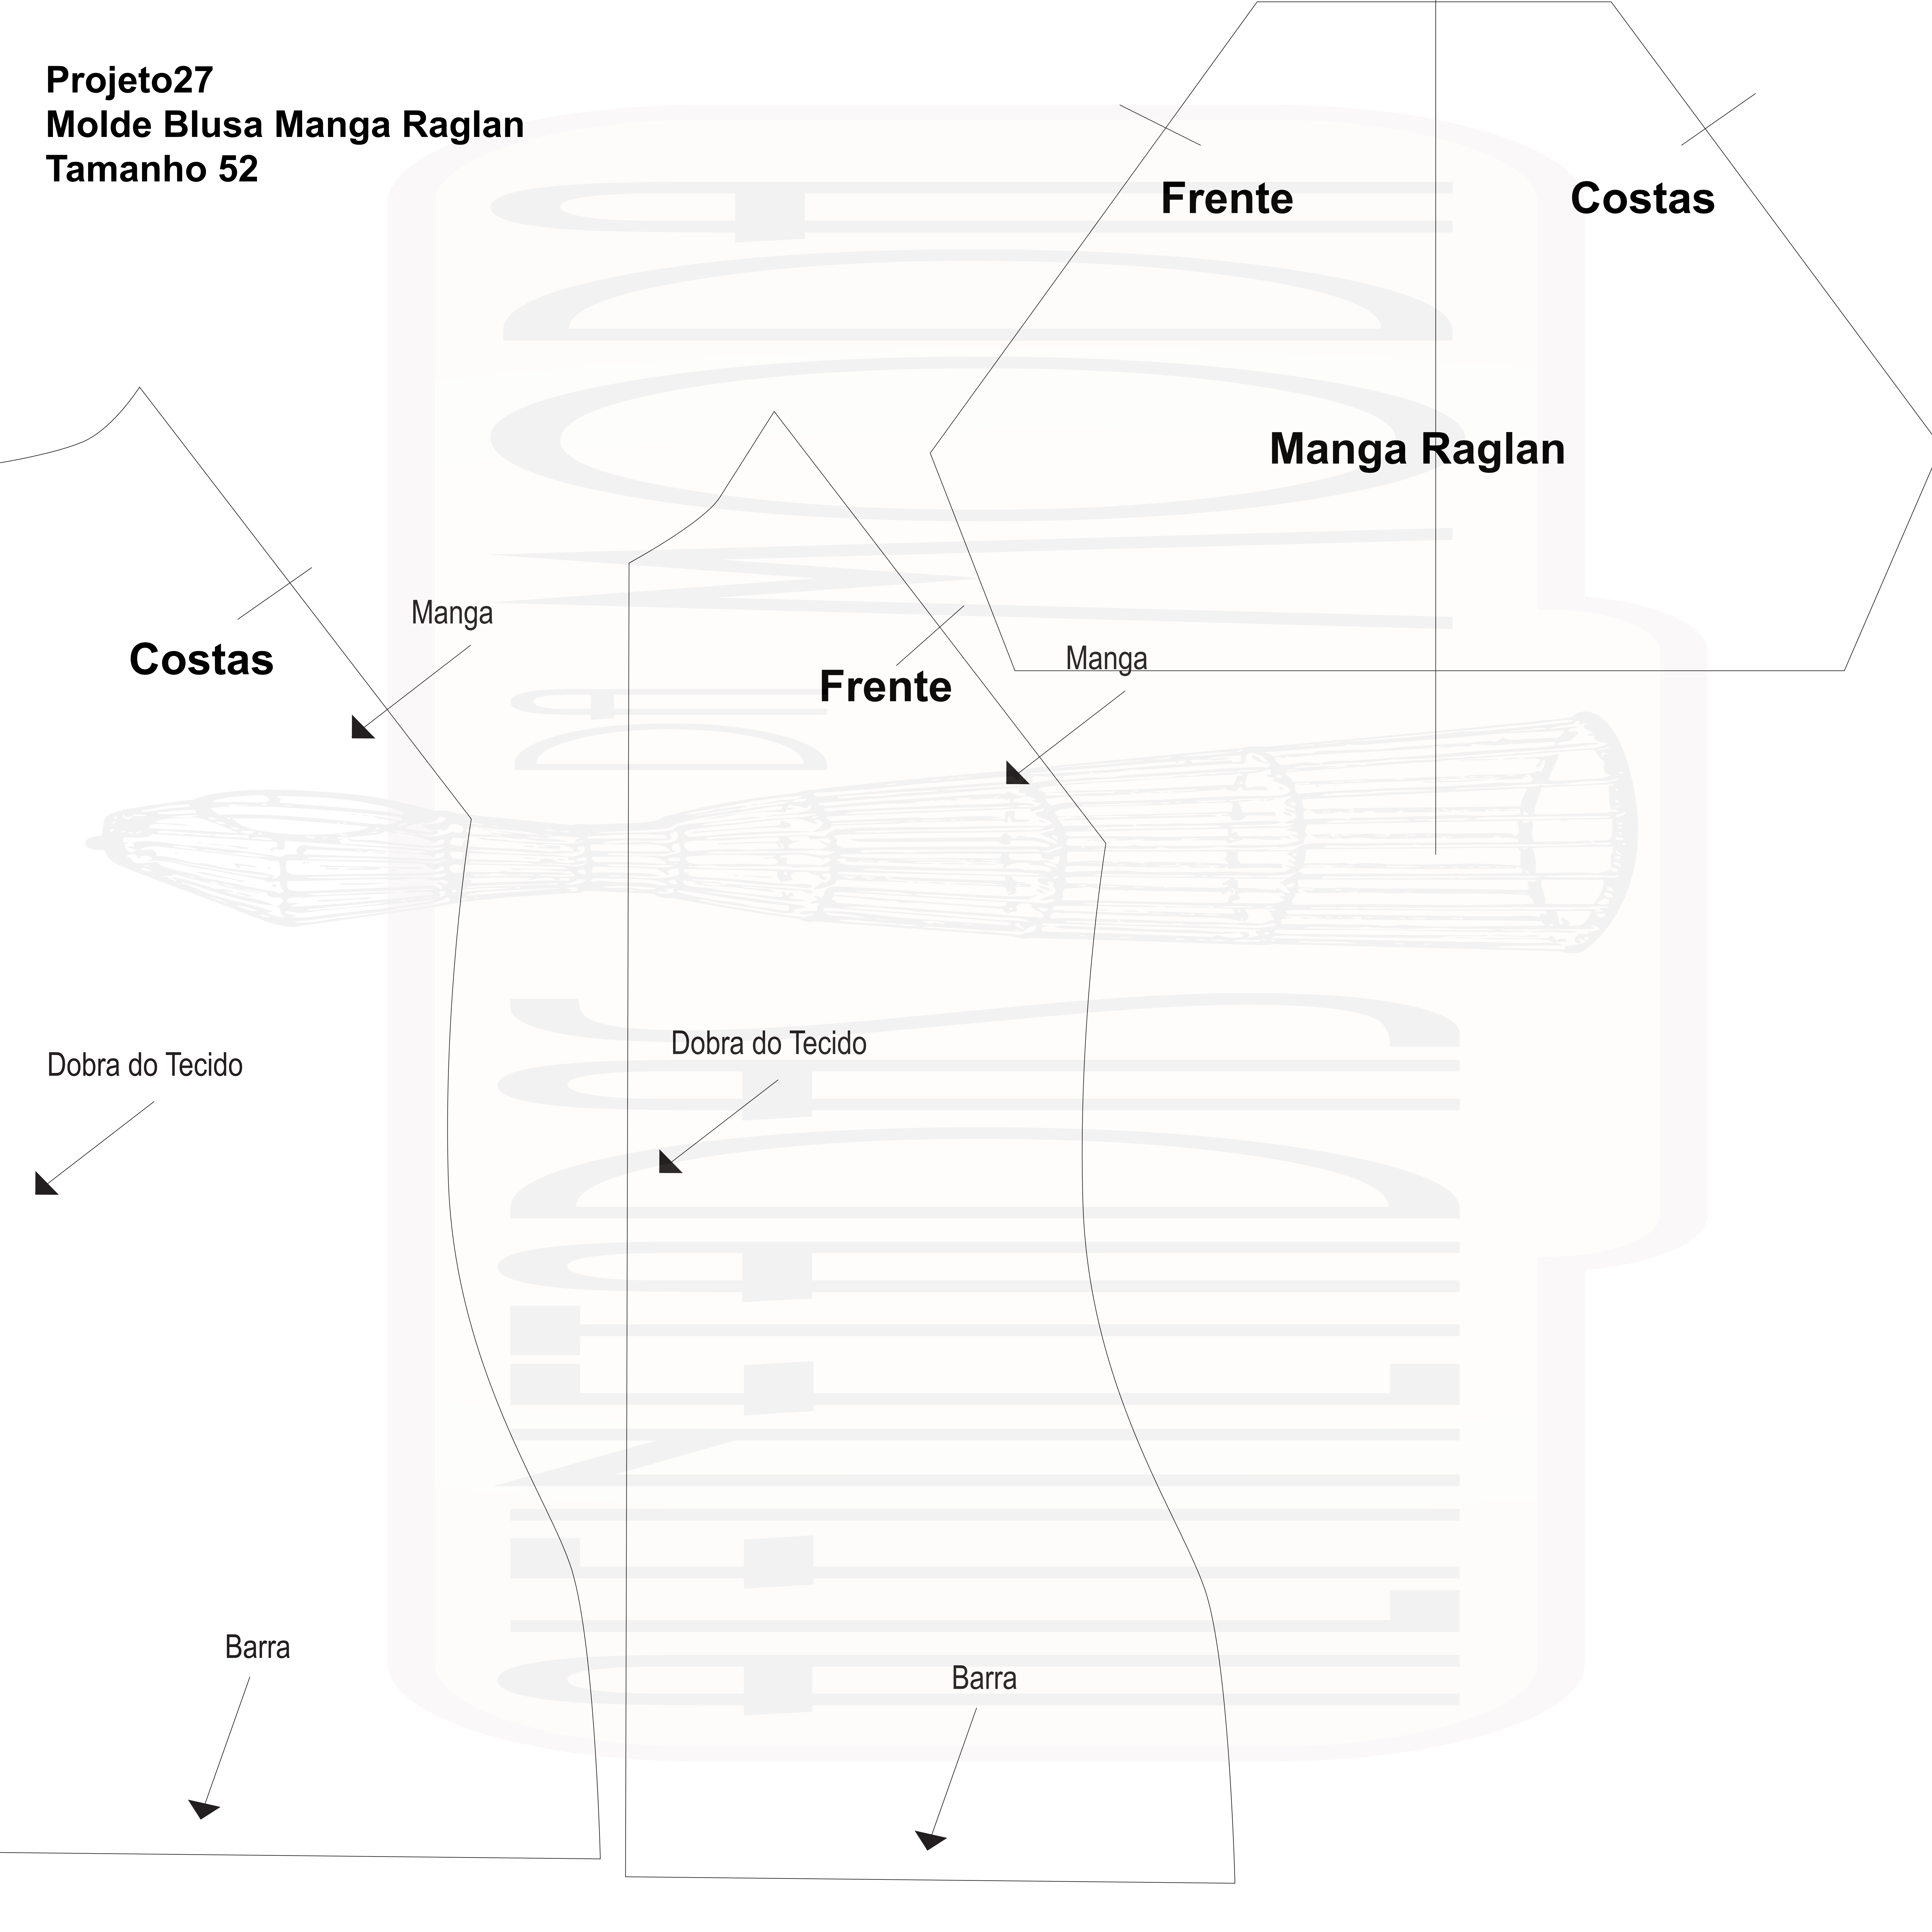 Projeto27
Molde Blusa Manga Raglan
Tamanho 52
Frente
Costas
Manga Raglan
Manga
Costas
Manga
Frente
Dobra do Tecido
Dobra do Tecido
Barra
Barra